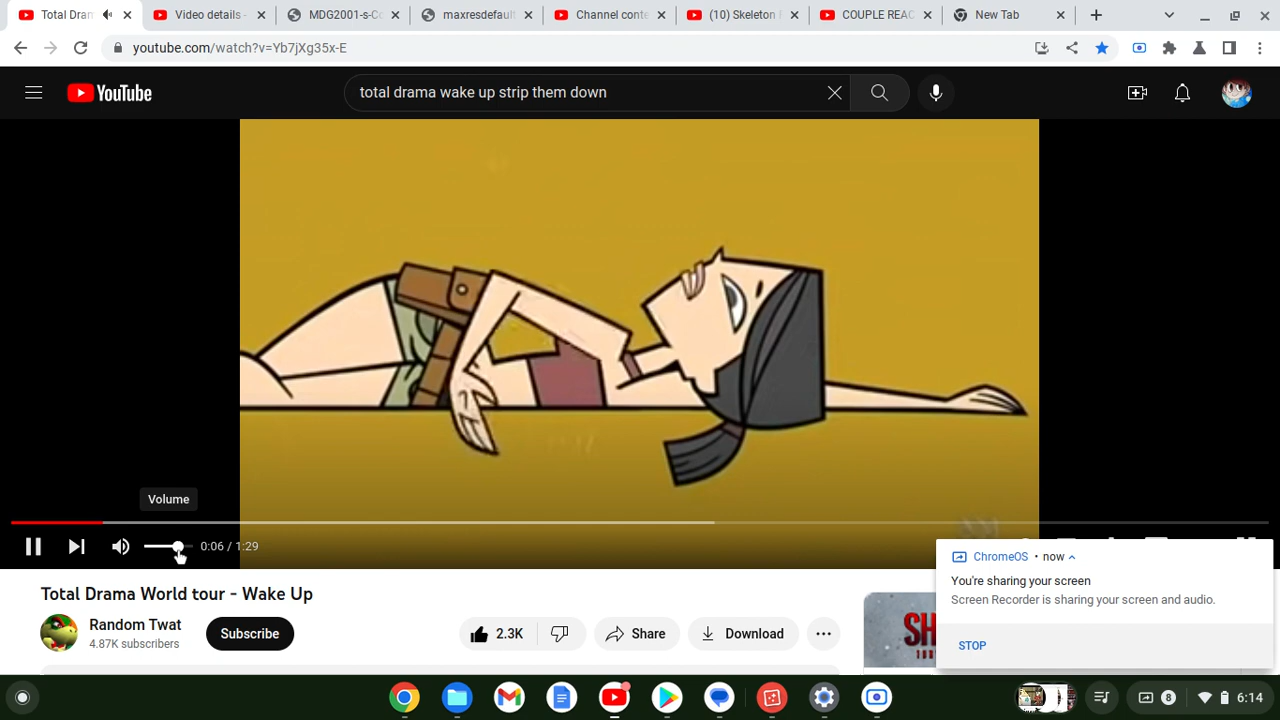 Total Dram
Video details -
MDG2001-s-Co
maxresdefault
Channel conte
(10) Skeleton
COUPLE REAC
New Tab
youtube.com/watch?v=Yb7jXg35x-E
YouTube
total drama wake up strip them down
Volume
0:06 / 1:29
ChromeOS • now
You're sharing your screen
Screen Recorder is sharing your screen and audio.
STOP
Total Drama World tour - Wake Up
Random Twat
4.87K subscribers
Subscribe
2.3K
Share
Download
SH
8
6:14